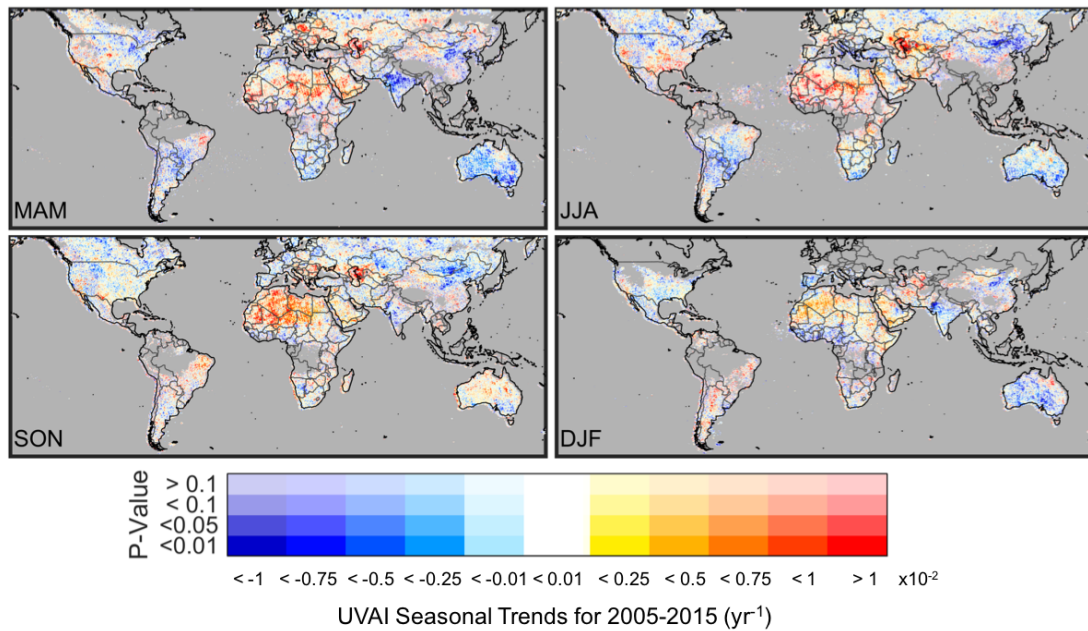 MAM
JJA
SON
DJF
P-Value
> 0.1
< 0.1
<0.05
<0.01
< -1 < -0.75 < -0.5 < -0.25 < -0.01 < 0.01 < 0.25 < 0.5 < 0.75 < 1 > 1 x10-2
UVAI Seasonal Trends for 2005-2015 (yr-1)